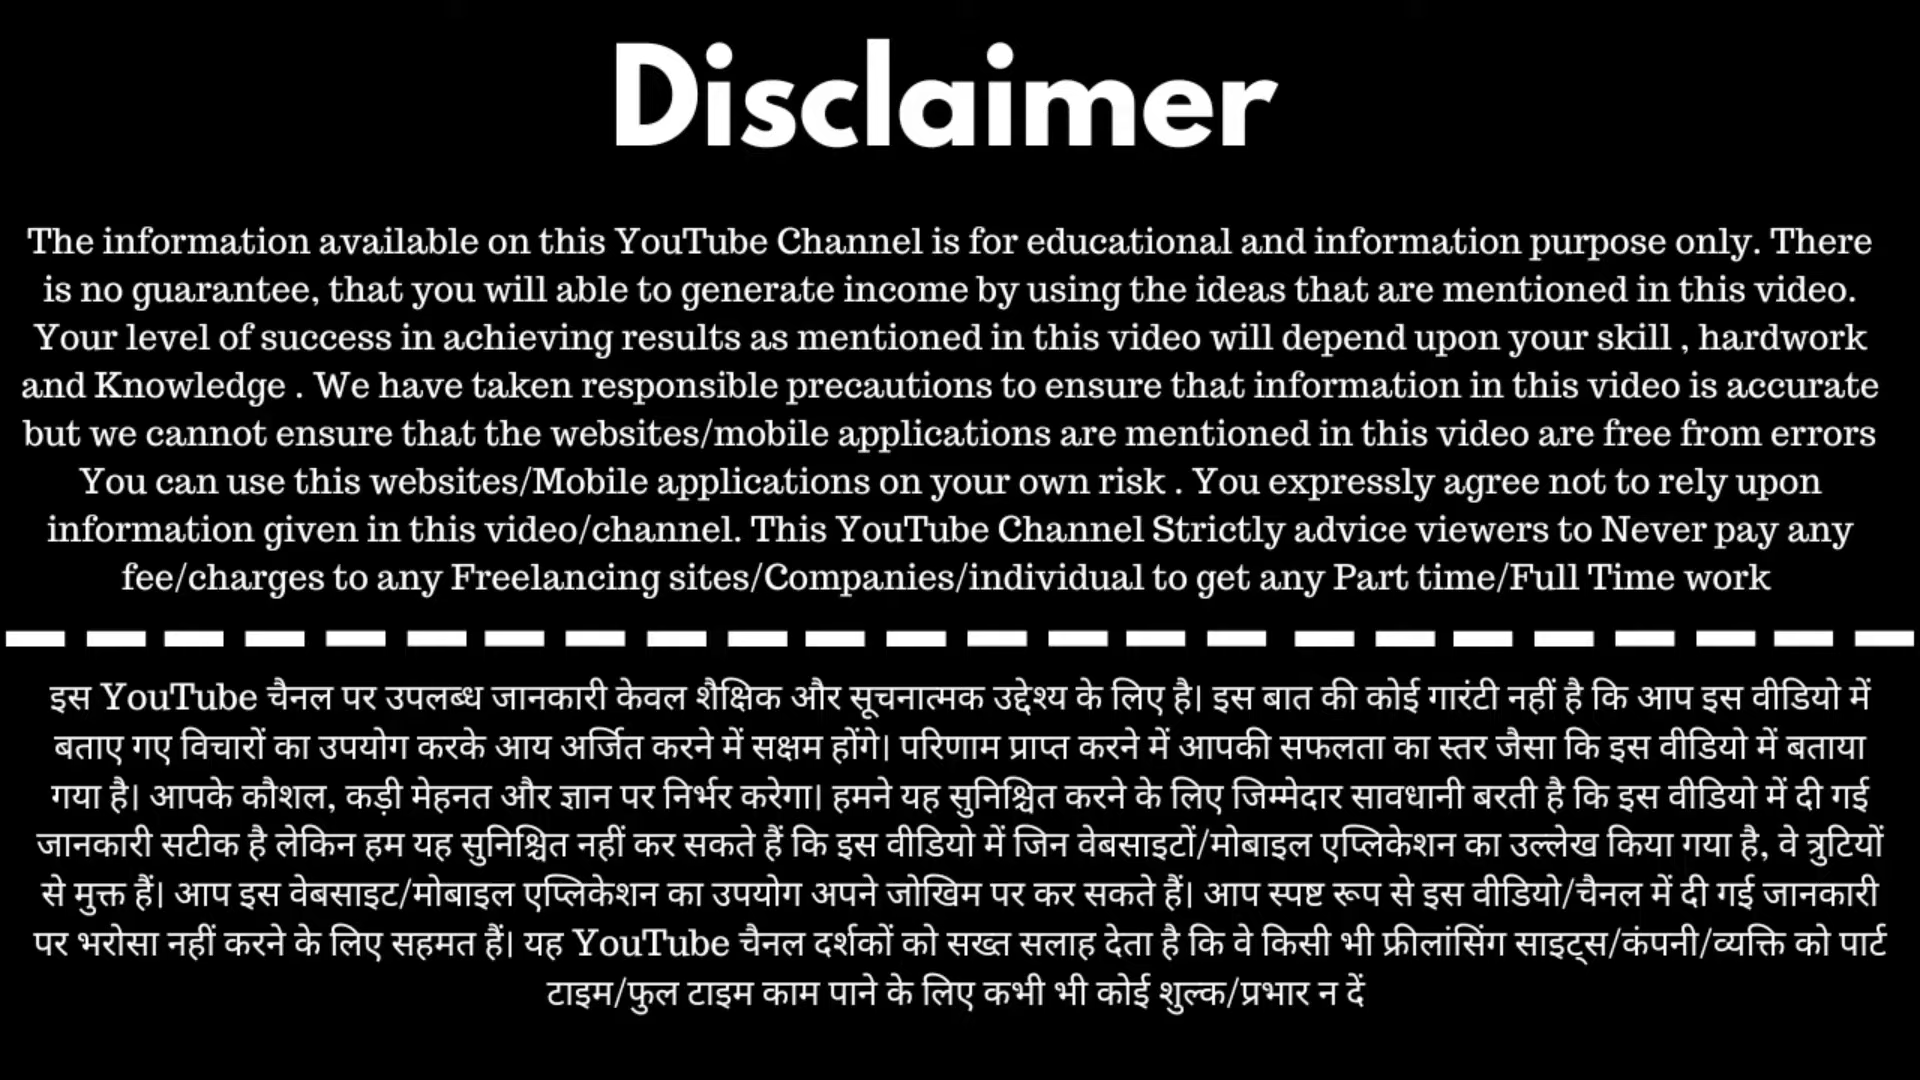 Disclaimer
The information available on this YouTube Channel is for educational and information purpose only. There
is no guarantee, that you will able to generate income by using the ideas that are mentioned in this video.
Your level of success in achieving results as mentioned in this video will depend upon your skill , hardwork
and Knowledge . We have taken responsible precautions to ensure that information in this video is accurate
but we cannot ensure that the websites/mobile applications are mentioned in this video are free from errors
You can use this websites/Mobile applications on your own risk . You expressly agree not to rely upon
information given in this video/channel. This YouTube Channel Strictly advice viewers to Never pay any
fee/charges to any Freelancing sites/Companies/individual to get any Part time/Full Time work
इस YouTube चैनल पर उपलब्ध जानकारी केवल शैक्षिक और सूचनात्मक उद्देश्य के लिए है। इस बात की कोई गारंटी नहीं है कि आप इस वीडियो में
बताए गए विचारों का उपयोग करके आय अर्जित करने में सक्षम होंगे। परिणाम प्राप्त करने में आपकी सफलता का स्तर जैसा कि इस वीडियो में बताया
गया है। आपके कौशल, कड़ी मेहनत और ज्ञान पर निर्भर करेगा। हमने यह सुनिश्चित करने के लिए जिम्मेदार सावधानी बरती है कि इस वीडियो में दी गई
जानकारी सटीक है लेकिन हम यह सुनिश्चित नहीं कर सकते हैं कि इस वीडियो में जिन वेबसाइटों/मोबाइल एप्लिकेशन का उल्लेख किया गया है, वे त्रुटियों
से मुक्त हैं। आप इस वेबसाइट/मोबाइल एप्लिकेशन का उपयोग अपने जोखिम पर कर सकते हैं। आप स्पष्ट रूप से इस वीडियो/चैनल में दी गई जानकारी
पर भरोसा नहीं करने के लिए सहमत हैं। यह YouTube चैनल दर्शकों को सख्त सलाह देता है कि वे किसी भी फ्रीलांसिंग साइट्स/कंपनी/व्यक्ति को पार्ट
टाइम/फुल टाइम काम पाने के लिए कभी भी कोई शुल्क/प्रभार न दें